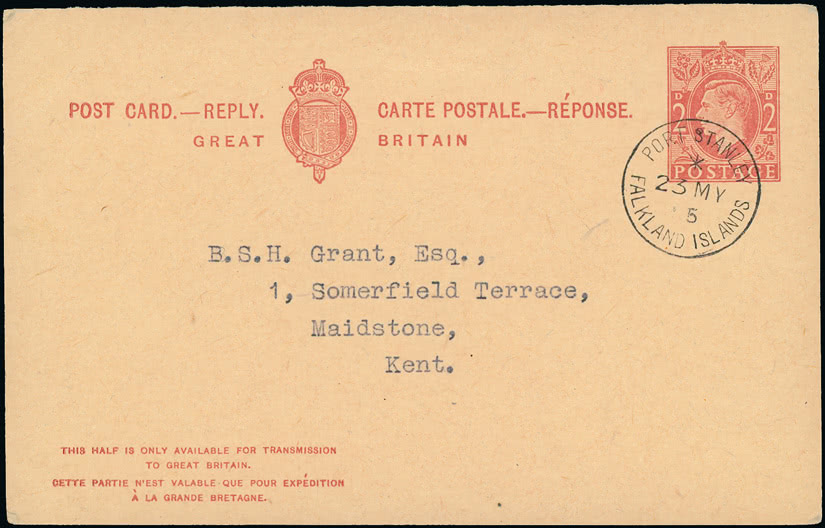 POST CARD.—REPLY. CARTE POSTALE.—RÉPONSE.
GREAT BRITAIN
D D
2 2
POSTAGE
PORT STANLEY
23 MY
5
FALKLAND ISLANDS
B.S.H. Grant, Esq.,
1, Somerfield Terrace,
Maidstone,
Kent.
THIS HALF IS ONLY AVAILABLE FOR TRANSMISSION
TO GREAT BRITAIN.
CETTE PARTIE N'EST VALABLE QUE POUR EXPÉDITION
À LA GRANDE BRETAGNE.